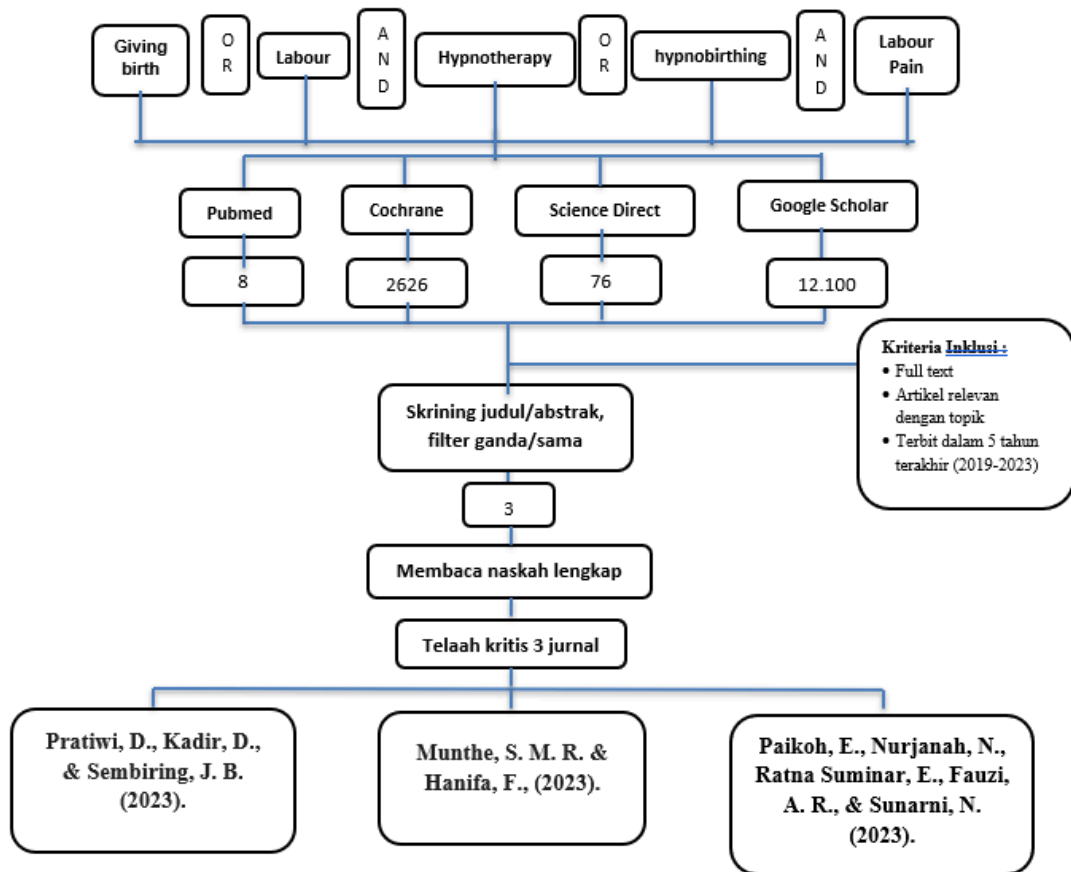 Giving
birth
O
R
Labour
A
N
D
Hypnotherapy
O
R
hypnobirthing
A
N
D
Labour
Pain
Pubmed
Cochrane
Science Direct
Google Scholar
8
2626
76
12.100
Kriteria Inklusi :
• Full text
• Artikel relevan
dengan topik
• Terbit dalam 5 tahun
terakhir (2019-2023)
Skrining judul/abstrak,
filter ganda/sama
3
Membaca naskah lengkap
Telaah kritis 3 jurnal
Pratiwi, D., Kadir, D.,
& Sembiring, J. B.
(2023).
Munthe, S. M. R. &
Hanifa, F., (2023).
Paikoh, E., Nurjanah, N.,
Ratna Suminar, E., Fauzi,
A. R., & Sunarni, N.
(2023).